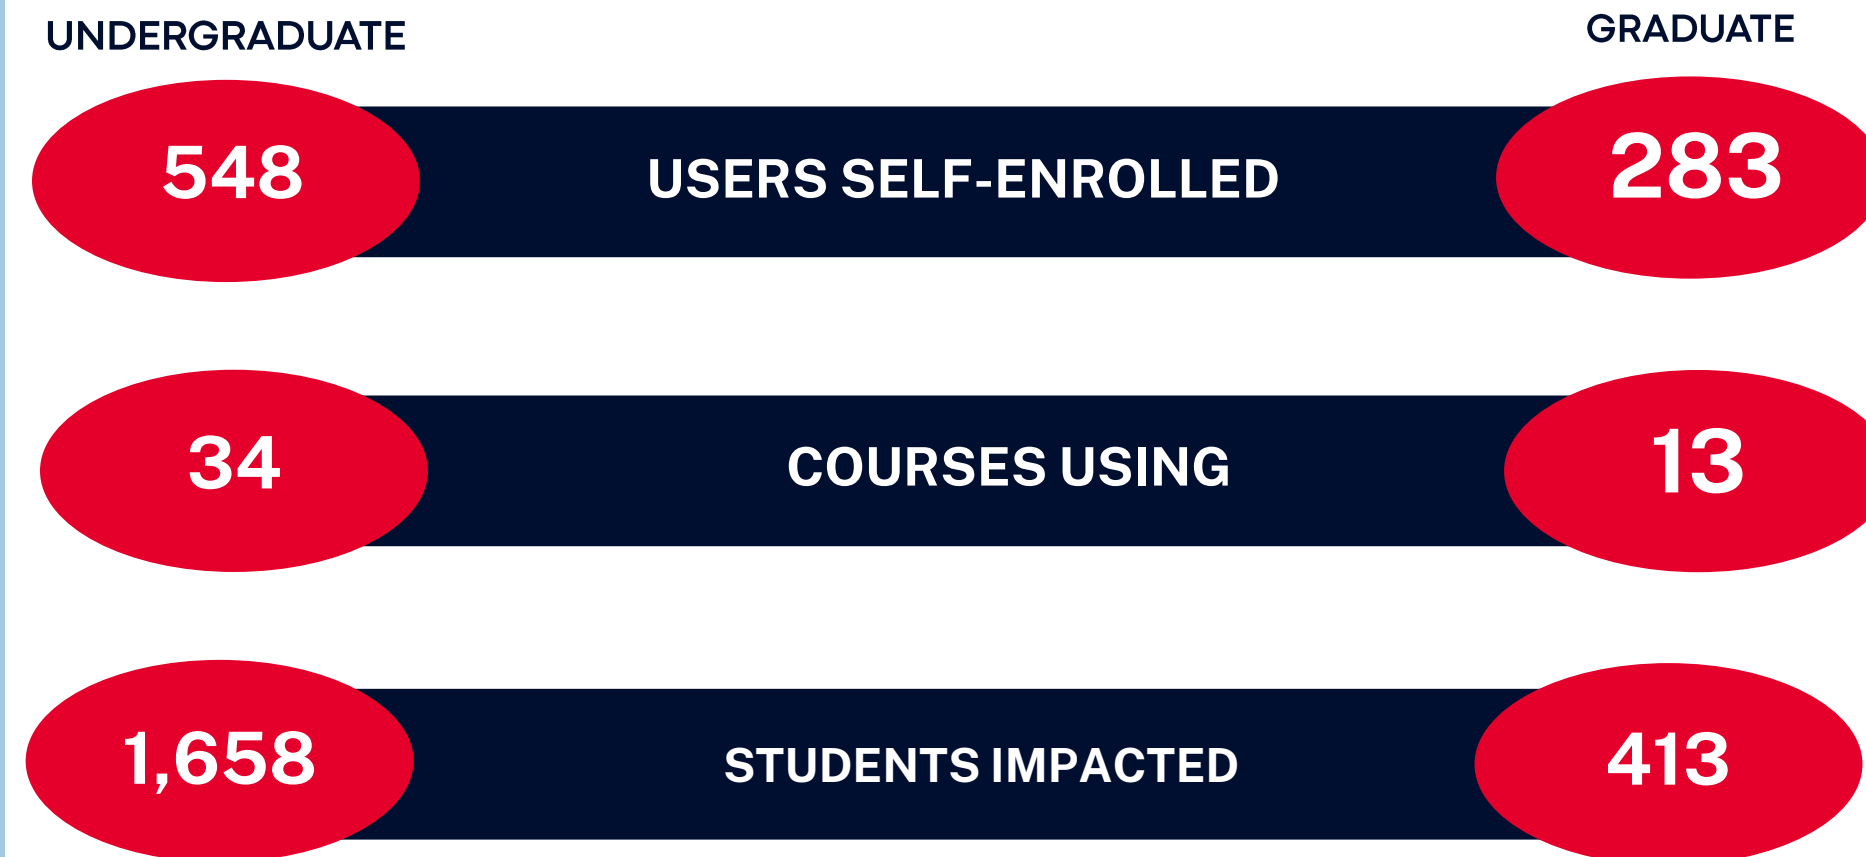 UNDERGRADUATE
GRADUATE
548
USERS SELF-ENROLLED
283
34
COURSES USING
13
1,658
STUDENTS IMPACTED
413